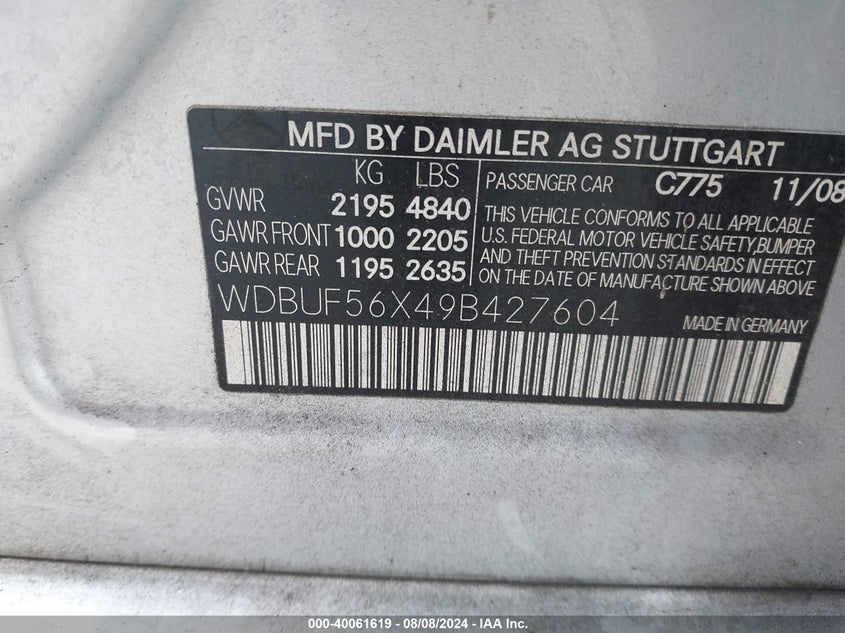 MFD BY DAIMLER AG STUTTGART
KG LBS
GVWR 2195 4840
GAWR FRONT 1000 2205
GAWR REAR 1195 2635
PASSENGER CAR C775 11/08
THIS VEHICLE CONFORMS TO ALL APPLICABLE
U.S. FEDERAL MOTOR VEHICLE SAFETY,BUMPER
AND THEFT PREVENTION STANDARDS IN EFFECT
ON THE DATE OF MANUFACTURE SHOWN ABOVE
WDBUF56X49B427604
MADE IN GERMANY
000-40061619 - 08/08/2024 - IAA Inc.